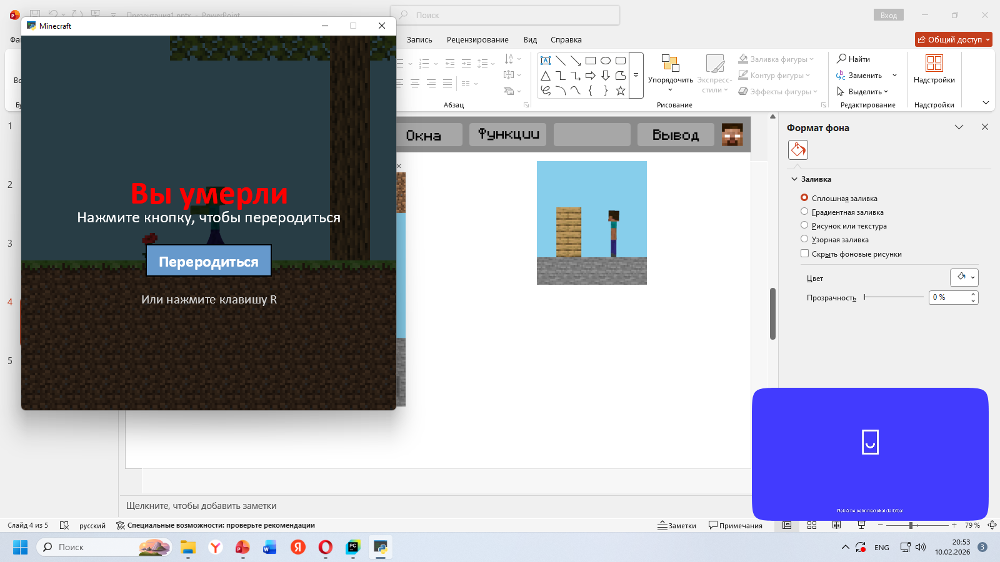 Презентация1.pptx - PowerPoint
Поиск
Вход
Minecraft
Запись
Рецензирование
Вид
Справка
Общий доступ
Упорядочить
Экспресс-
стили
Заливка фигуры
Контур фигуры
Эффекты фигуры
Найти
Заменить
Выделить
Надстройки
Абзац
Рисование
Редактирование
Надстройки
Окна
Функции
Вывод
Вы умерли
Нажмите кнопку, чтобы переродиться
Переродиться
Или нажмите клавишу R
1
2
3
4
5
Формат фона
Заливка
Сплошная заливка
Градиентная заливка
Рисунок или текстура
Узорная заливка
Скрыть фоновые рисунки
Цвет
Прозрачность
0 %
Щелкните, чтобы добавить заметки
Слайд 4 из 5
русский
Специальные возможности: проверьте рекомендации
Заметки
Примечания
79 %
Поиск
ENG
20:53
10.02.2026
3